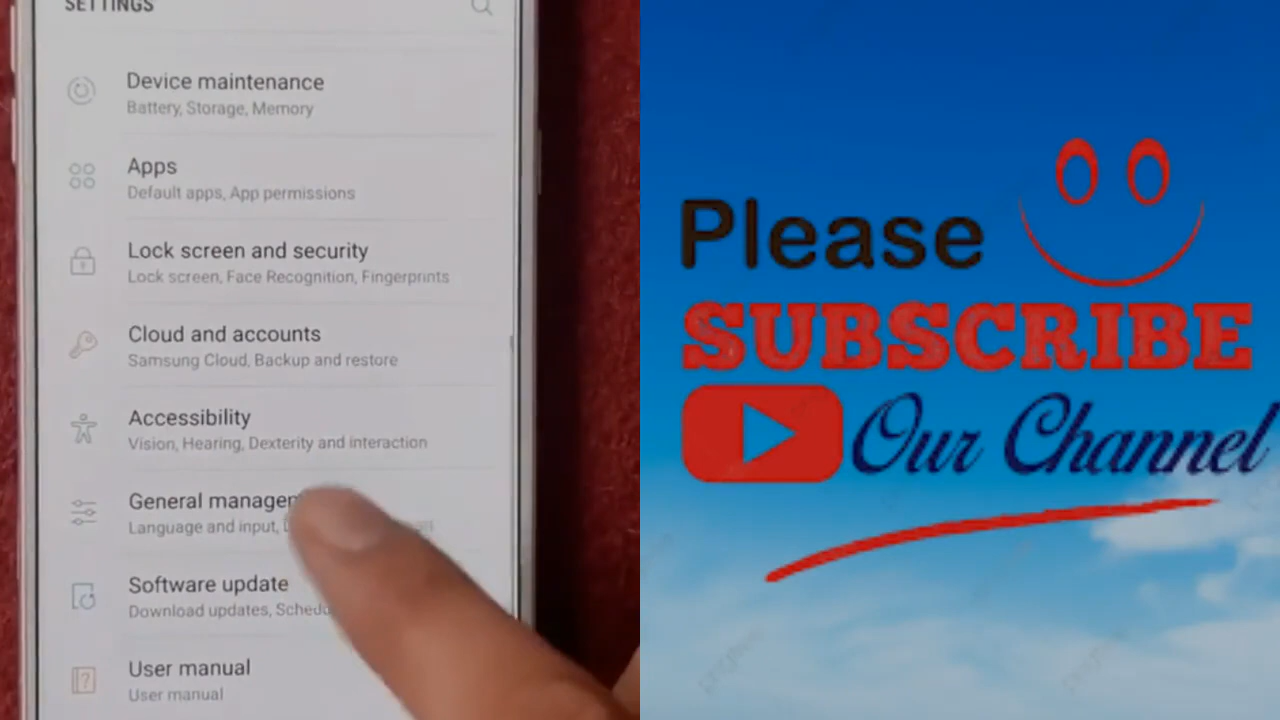 SETTINGS
Device maintenance
Battery, Storage, Memory
Apps
Default apps, App permissions
Lock screen and security
Lock screen, Face Recognition, Fingerprints
Cloud and accounts
Samsung Cloud, Backup and restore
Accessibility
Vision, Hearing, Dexterity and interaction
General
Language and input,
Software update
Download updates,
User manual
User manual
Please
SUBSCRIBE
Our Channel